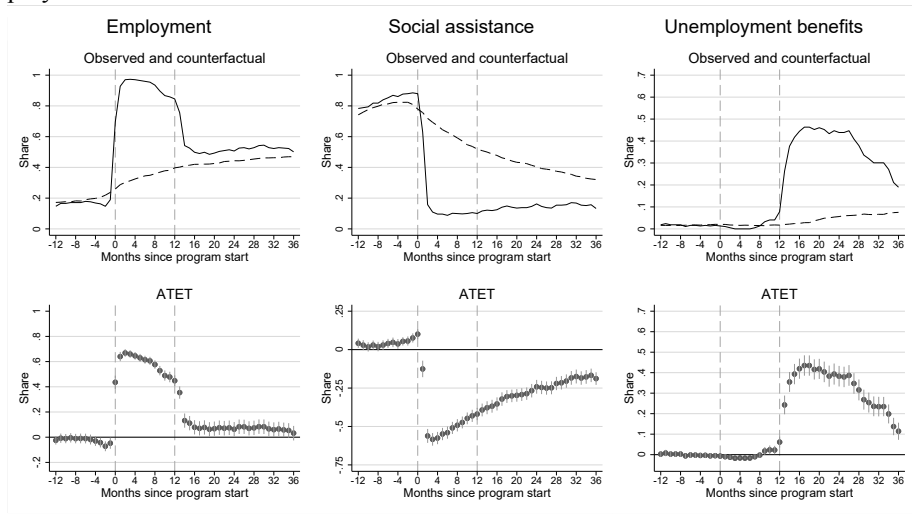 Employment
Social assistance
Unemployment benefits
Observed and counterfactual
Observed and counterfactual
Observed and counterfactual
Share
0 .2 .4 .6 .8 1
-12 -8 -4 0 4 8 12 16 20 24 28 32 36
Months since program start
Share
0 .2 .4 .6 .8 1
-12 -8 -4 0 4 8 12 16 20 24 28 32 36
Months since program start
Share
0 .1 .2 .3 .4 .5 .6 .7
-12 -8 -4 0 4 8 12 16 20 24 28 32 36
Months since program start
ATET
ATET
ATET
Share
-.2 0 .2 .4 .6 .8 1
-12 -8 -4 0 4 8 12 16 20 24 28 32 36
Months since program start
Share
-.75 -.5 -.25 0 .25
-12 -8 -4 0 4 8 12 16 20 24 28 32 36
Months since program start
Share
0 .1 .2 .3 .4 .5 .6 .7
-12 -8 -4 0 4 8 12 16 20 24 28 32 36
Months since program start